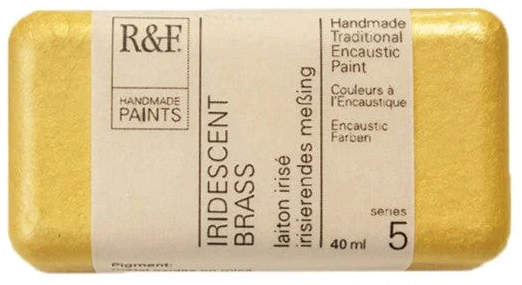 R&F.
HANDMADE
PAINTS
IRIDESCENT
BRASS
laiton irisé
irisierendes meßing
Handmade
Traditional
Encaustic
Paint
Couleurs à
l'Encaustique
Encaustic
Farben
series
40 ml 5
Pigment: